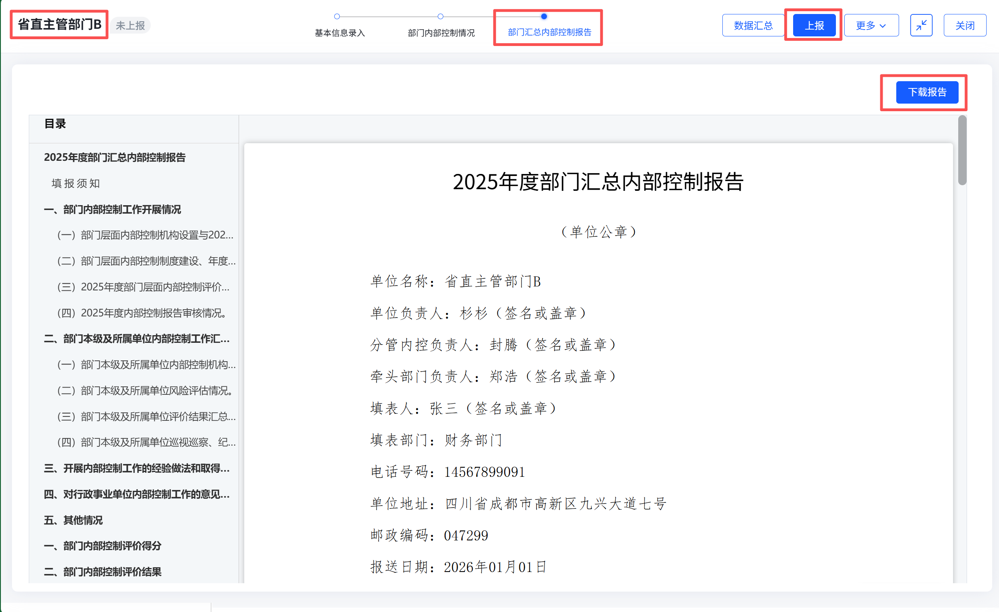 省直主管部门B
未上报
基本信息录入
部门内部控制情况
部门汇总内部控制报告
数据汇总
上报
更多
关闭
下载报告
目录
2025年度部门汇总内部控制报告
填 报 须 知
一、部门内部控制工作开展情况
（一）部门层面内部控制机构设置与202...
（二）部门层面内部控制制度建设、年度...
（三）2025年度部门层面内部控制评价...
（四）2025年度内部控制报告审核情况。
二、部门本级及所属单位内部控制工作汇...
（一）部门本级及所属单位内部控制机构...
（二）部门本级及所属单位风险评估情况。
（三）部门本级及所属单位评价结果汇总...
（四）部门本级及所属单位巡视巡察、纪...
三、开展内部控制工作的经验做法和取得...
四、对行政事业单位内部控制工作的意见...
五、其他情况
一、部门内部控制评价得分
二、部门内部控制评价结果
2025年度部门汇总内部控制报告
（单位公章）
单位名称：省直主管部门B
单位负责人：杉杉（签名或盖章）
分管内控负责人：封腾（签名或盖章）
牵头部门负责人：郑浩（签名或盖章）
填表人：张三（签名或盖章）
填表部门：财务部门
电话号码：14567899091
单位地址：四川省成都市高新区九兴大道七号
邮政编码：047299
报送日期：2026年01月01日